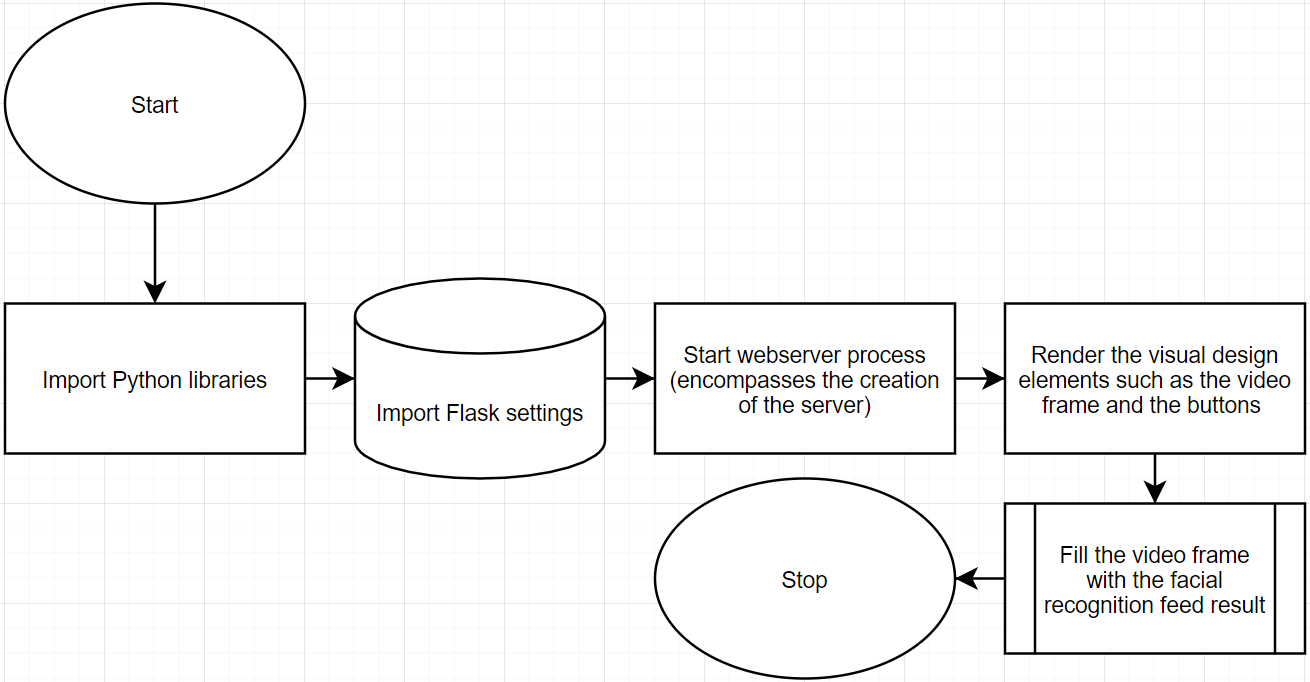 Start
Import Python libraries
Import Flask settings
Start webserver process
(encompasses the creation
of the server)
Render the visual design
elements such as the video
frame and the buttons
Fill the video frame
with the facial
recognition feed result
Stop